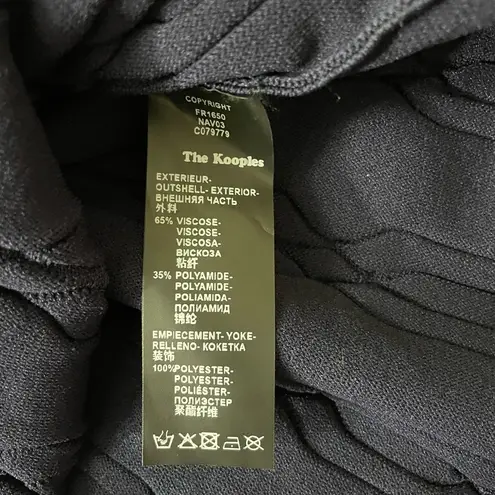 COPYRIGHT
FR1650
NAV03
C079779
The Kooples
EXTERIEUR-
OUTSHELL- EXTERIOR-
ВНЕШНЯЯ ЧАСТЬ
外料
65% VISCOSE-
VISCOSE-
VISCOSA-
ВИСКОЗА
粘纤
35% POLYAMIDE-
POLYAMIDE-
POLIAMIDA-
ПОЛИАМИД
锦纶
EMPIECEMENT- YOKE-
RELLENO- КОКЕТКА
装饰
100%POLYESTER-
POLYESTER-
POLIÉSTER-
ПОЛИЭСТЕР
聚酯纤维